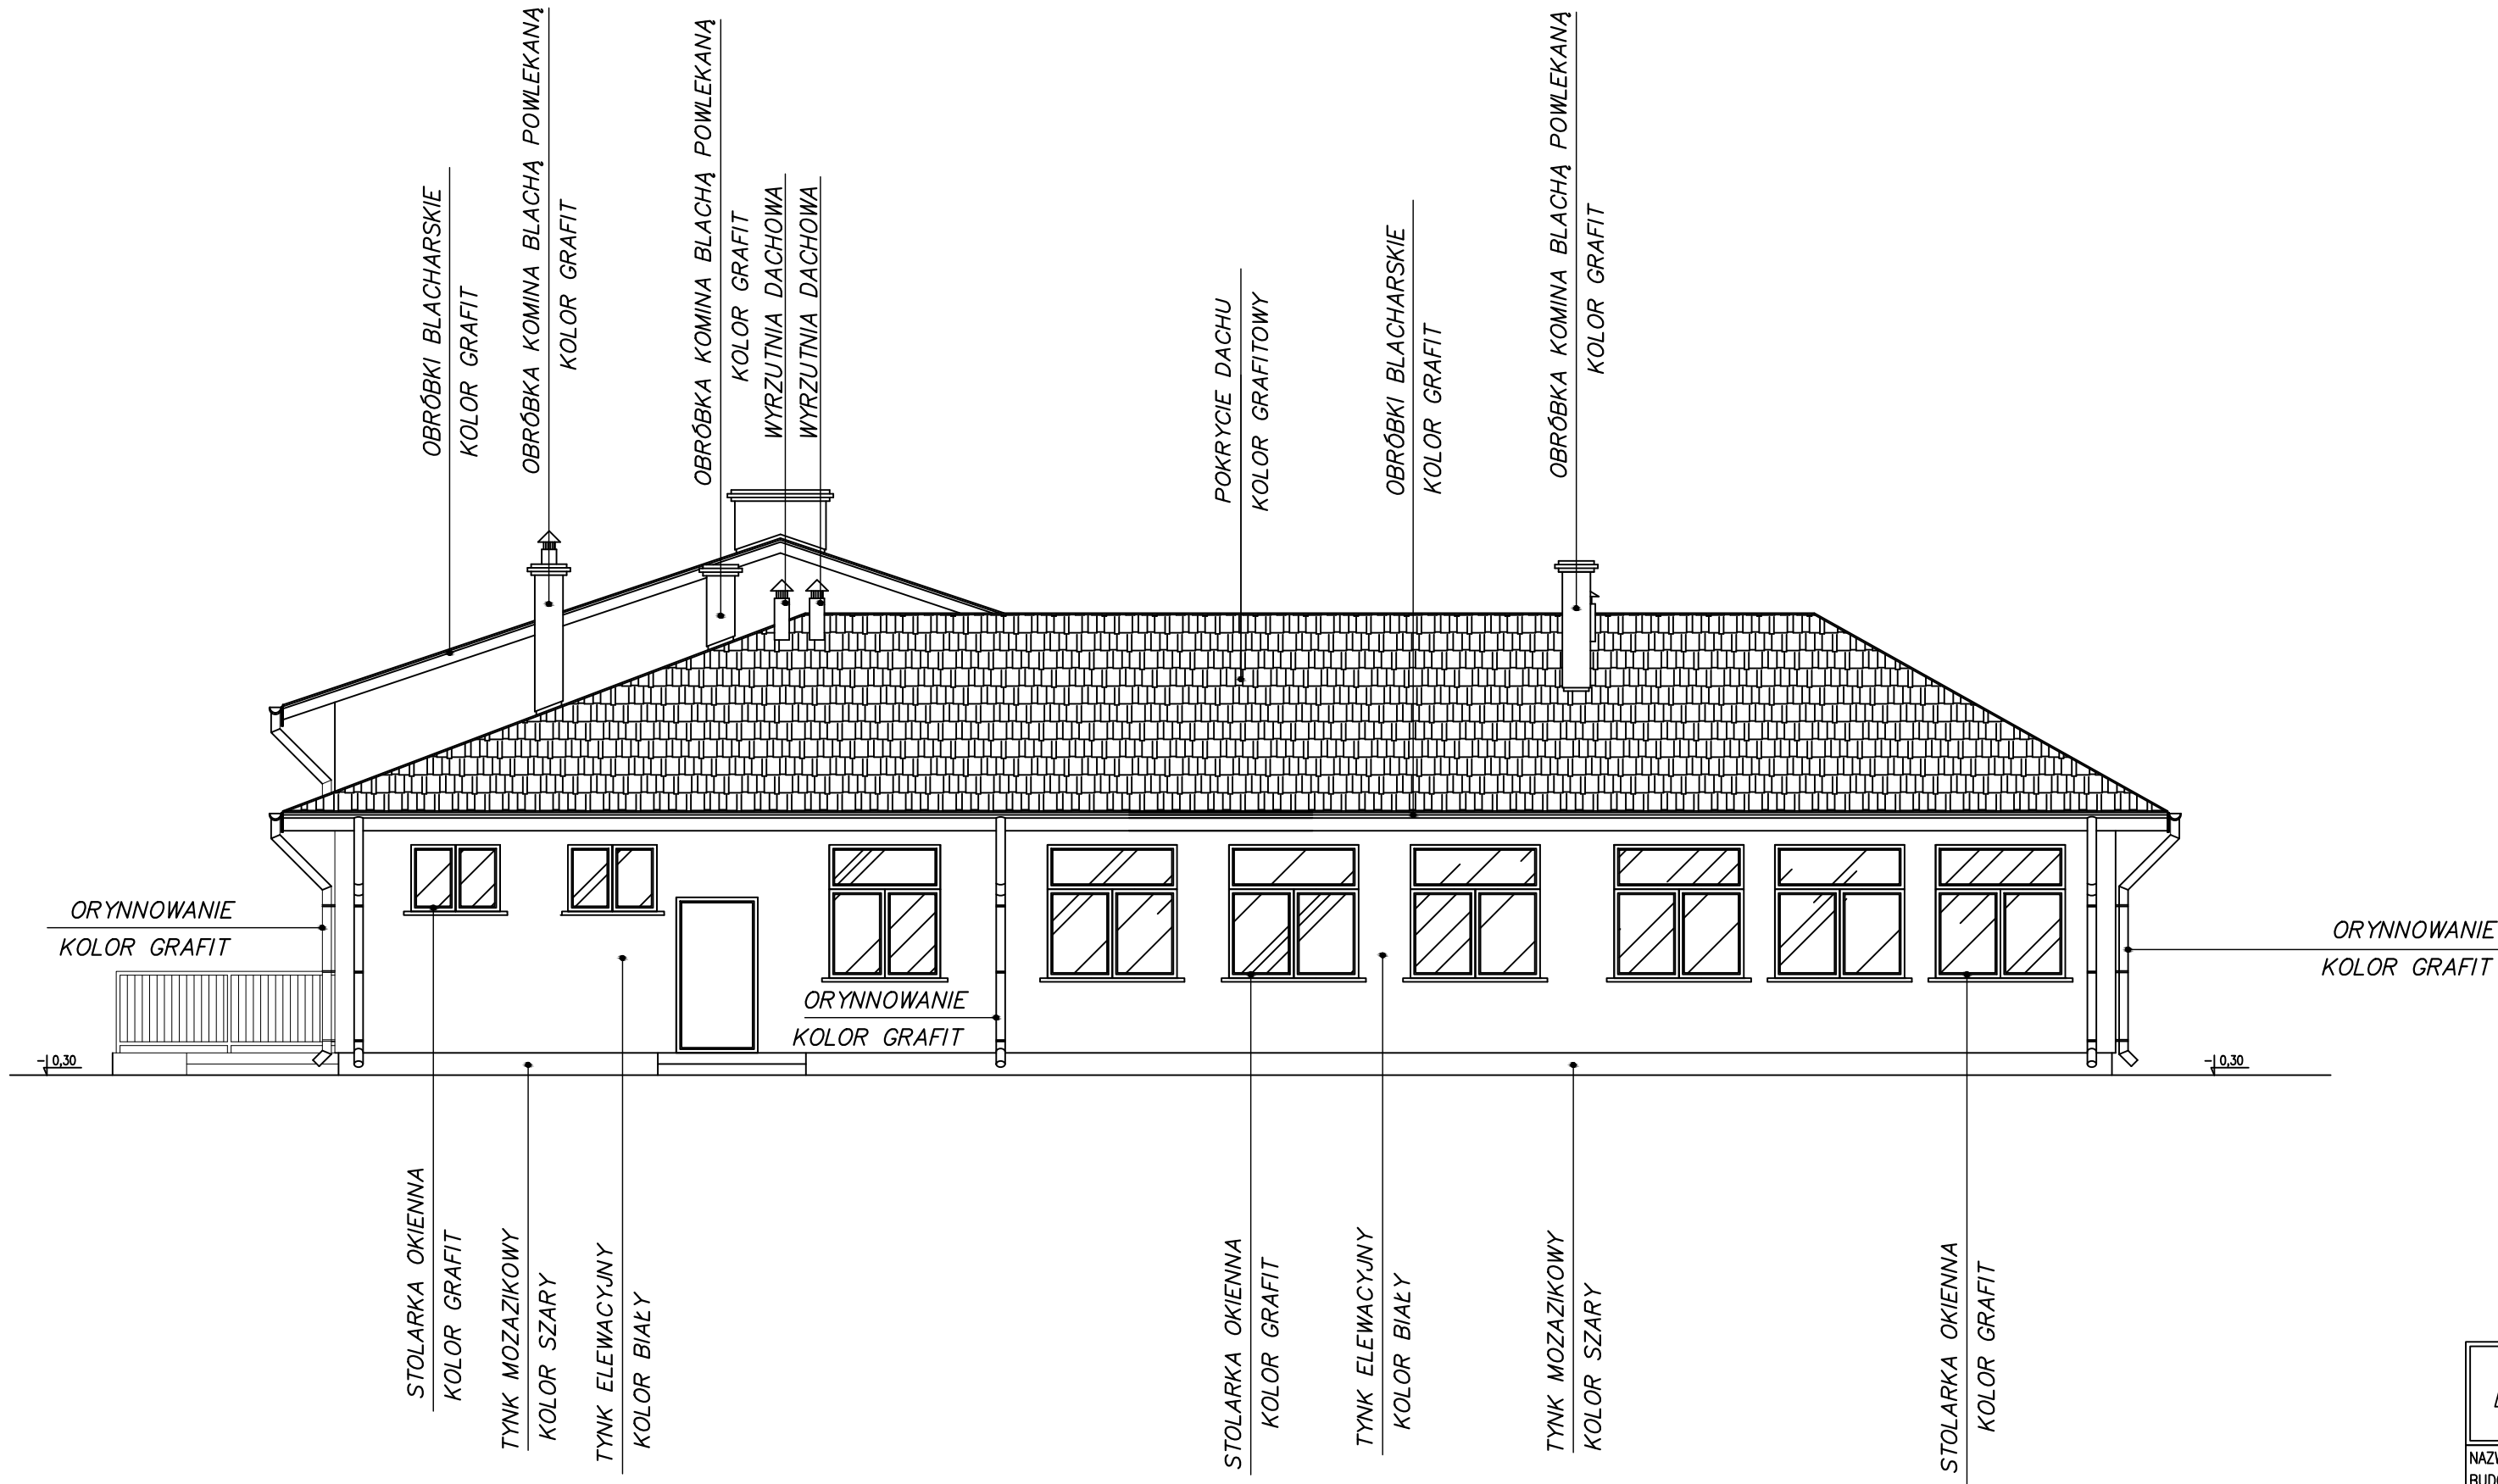 OBRÓBKI BLACHARSKIE
KOLOR GRAFIT
OBRÓBKA KOMINA BLACHĄ POWLEKANĄ
KOLOR GRAFIT
OBRÓBKA KOMINA BLACHĄ POWLEKANĄ
KOLOR GRAFIT
WYRZUTNIA DACHOWA
WYRZUTNIA DACHOWA
POKRYCIE DACHU
KOLOR GRAFITOWY
OBRÓBKI BLACHARSKIE
KOLOR GRAFIT
OBRÓBKA KOMINA BLACHĄ POWLEKANĄ
KOLOR GRAFIT
ORYNNOWANIE
KOLOR GRAFIT
ORYNNOWANIE
KOLOR GRAFIT
ORYNNOWANIE
KOLOR GRAFIT
-0,30
-0,30
STOLARKA OKIENNA
KOLOR GRAFIT
TYNK MOZAZIKOWY
KOLOR SZARY
TYNK ELEWACYJNY
KOLOR BIAŁY
STOLARKA OKIENNA
KOLOR GRAFIT
TYNK ELEWACYJNY
KOLOR BIAŁY
TYNK MOZAZIKOWY
KOLOR SZARY
STOLARKA OKIENNA
KOLOR GRAFIT